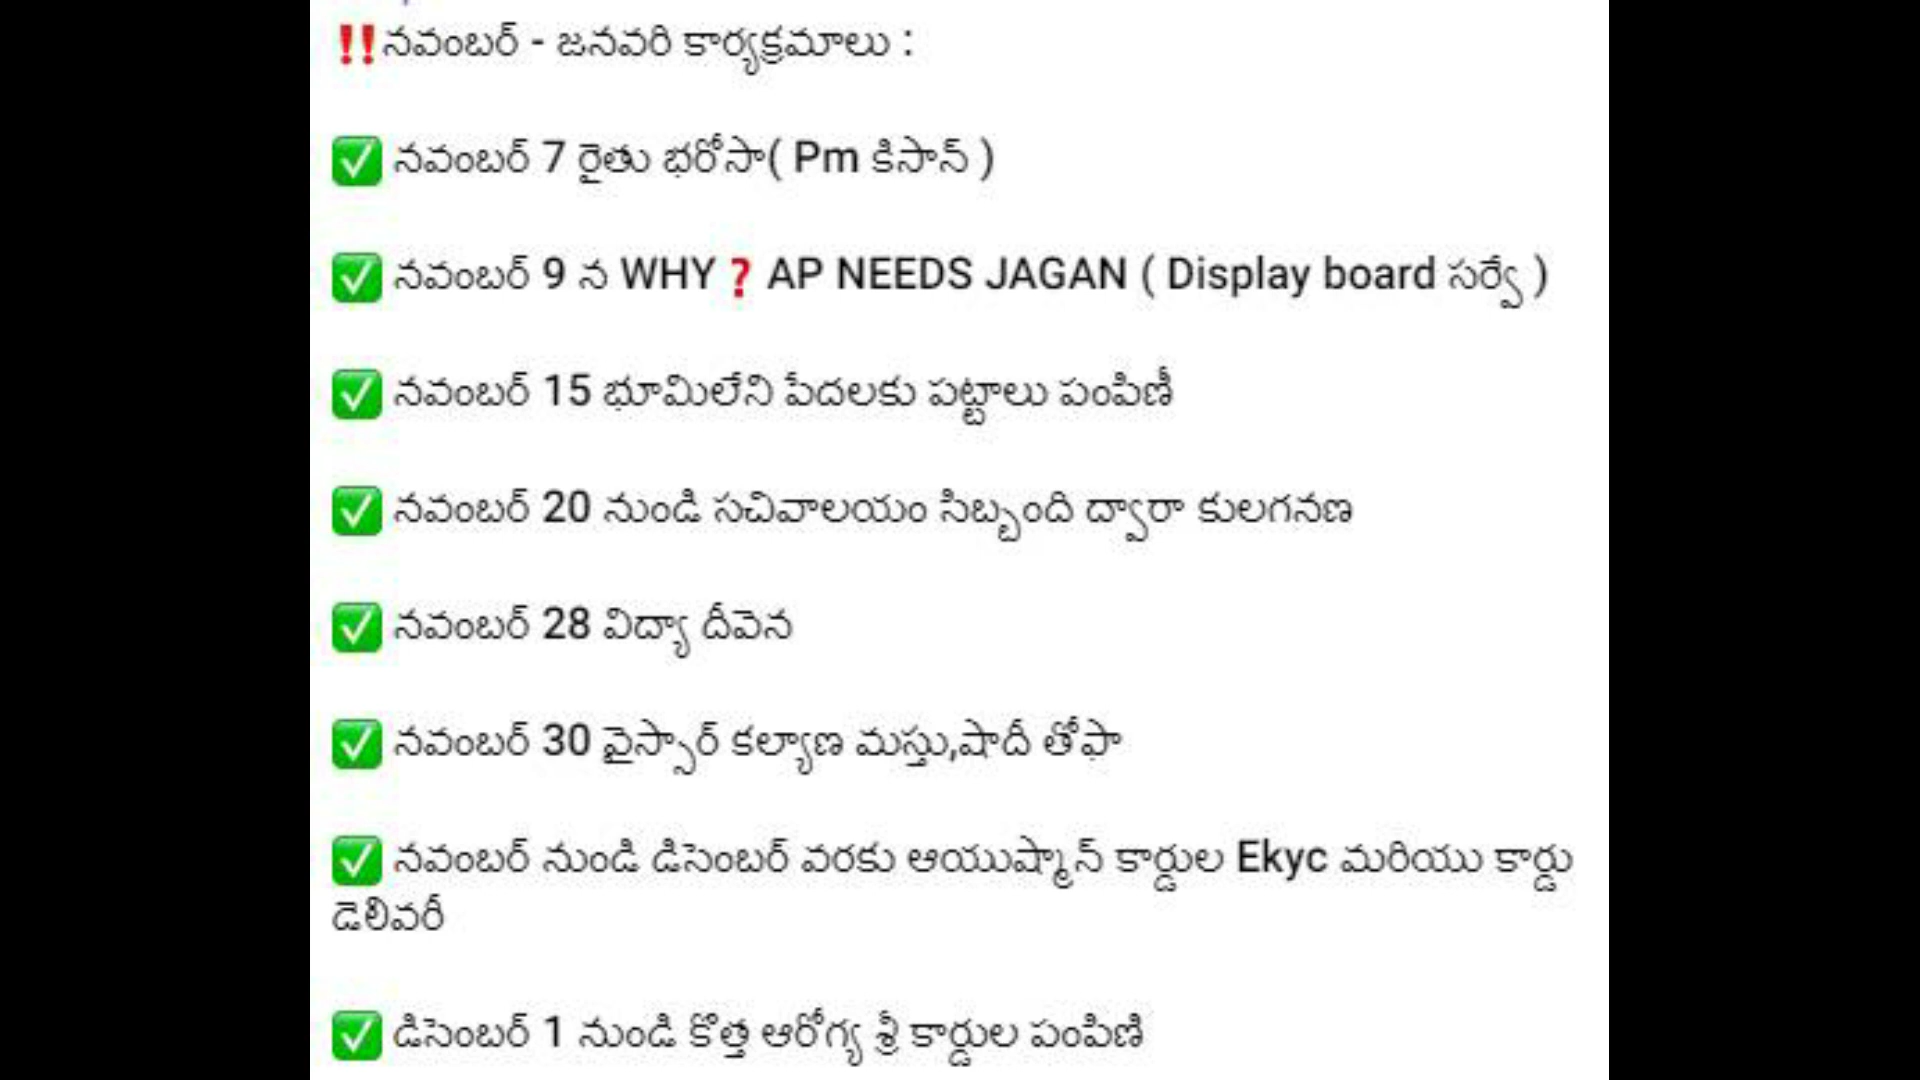 ‼️నవంబర్ - జనవరి కార్యక్రమాలు :
✅ నవంబర్ 7 రైతు భరోసా( Pm కిసాన్ )
✅ నవంబర్ 9 న WHY ❓ AP NEEDS JAGAN ( Display board సర్వే )
✅ నవంబర్ 15 భూమిలేని పేదలకు పట్టాలు పంపిణీ
✅ నవంబర్ 20 నుండి సచివాలయం సిబ్బంది ద్వారా కులగనణ
✅ నవంబర్ 28 విద్యా దీవెన
✅ నవంబర్ 30 వైస్సార్ కల్యాణ మస్తు,షాదీ తోఫా
✅ నవంబర్ నుండి డిసెంబర్ వరకు ఆయుష్మాన్ కార్డుల Ekyc మరియు కార్డు
డెలివరీ
✅ డిసెంబర్ 1 నుండి కొత్త ఆరోగ్య శ్రీ కార్డుల పంపిణి